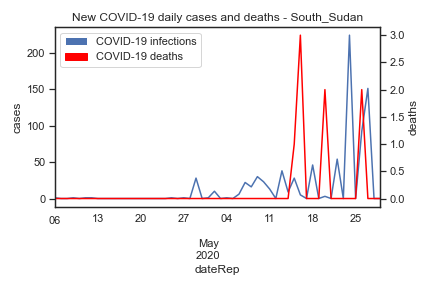 New COVID-19 daily cases and deaths - South_Sudan
COVID-19 infections
COVID-19 deaths
cases
200
150
100
50
0
deaths
3.0
2.5
2.0
1.5
1.0
0.5
0.0
06 13 20 27 04 11 18 25
May
2020
dateRep